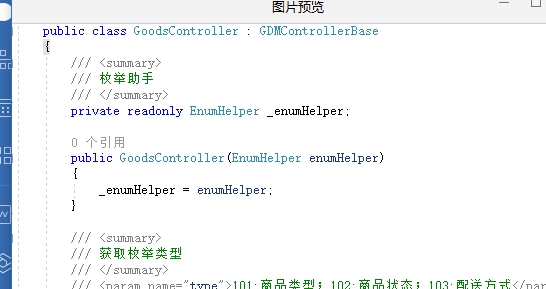 图片预览
public class GoodsController : GDMControllerBase
{
/// <summary>
/// 枚举助手
/// </summary>
private readonly EnumHelper _enumHelper;
0 个引用
public GoodsController(EnumHelper enumHelper)
{
_enumHelper = enumHelper;
}
/// <summary>
/// 获取枚举类型
/// </summary>
/// <param name="type">101:商品类型; 102:商品状态; 103:配送方式</par